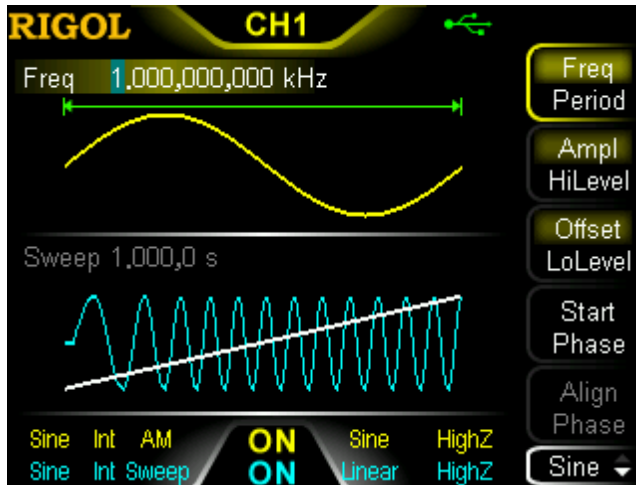 RIGOL CH1
Freq 1.000,000,000 kHz
Sweep 1.000,0 s
Sine Int AM ON Sine HighZ
Sine Int Sweep ON Linear HighZ
Freq
Period
Ampl
HiLevel
Offset
LoLevel
Start
Phase
Align
Phase
Sine